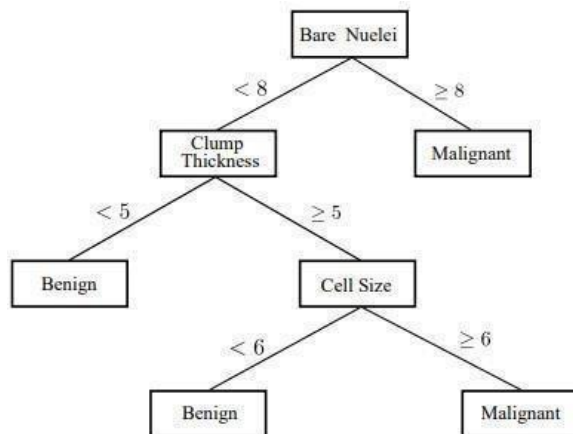 Bare Nuelei
< 8
≥ 8
Clump
Thickness
Malignant
< 5
≥ 5
Benign
Cell Size
< 6
≥ 6
Benign
Malignant